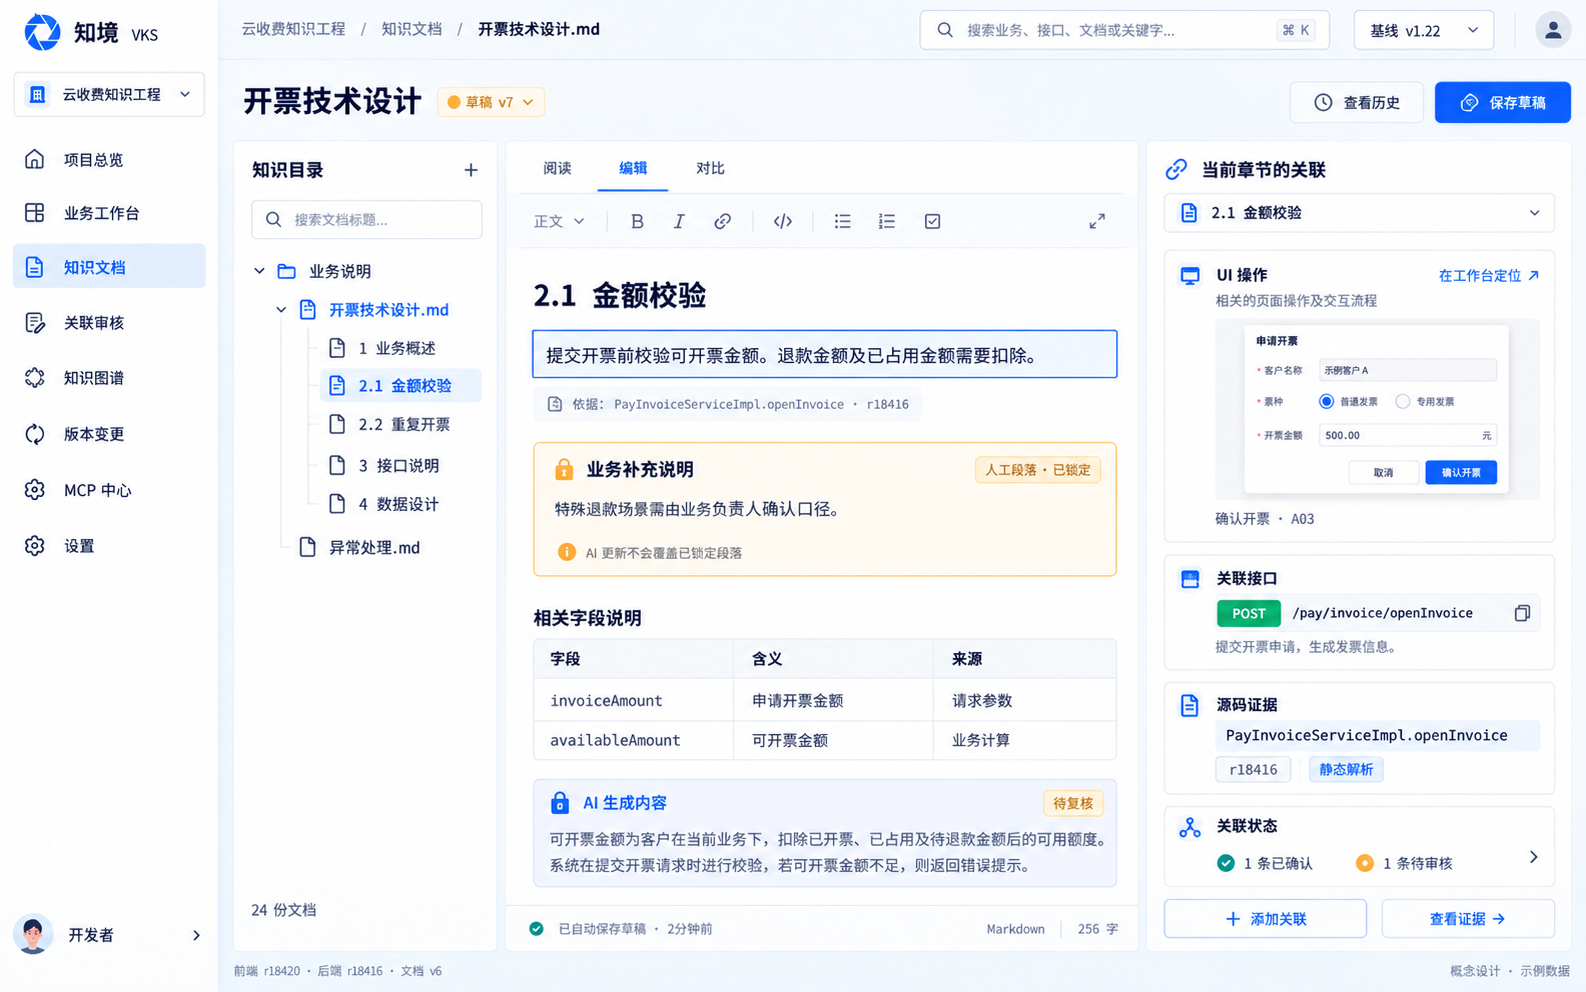 知境 VKS
云收费知识工程
项目总览
业务工作台
知识文档
关联审核
知识图谱
版本变更
MCP 中心
设置
开发者
云收费知识工程 / 知识文档 / 开票技术设计.md
搜索业务、接口、文档或关键字...
⌘ K
基线 v1.22
开票技术设计
草稿 v7
查看历史
保存草稿
知识目录
搜索文档标题...
业务说明
开票技术设计.md
1 业务概述
2.1 金额校验
2.2 重复开票
3 接口说明
4 数据设计
异常处理.md
24 份文档
阅读 编辑 对比
正文 B I </>
2.1 金额校验
提交开票前校验可开票金额。退款金额及已占用金额需要扣除。
依据: PayInvoiceServiceImpl.openInvoice · r18416
业务补充说明
人工段落 · 已锁定
特殊退款场景需由业务负责人确认口径。
AI 更新不会覆盖已锁定段落
相关字段说明
字段 含义 来源
invoiceAmount 申请开票金额 请求参数
availableAmount 可开票金额 业务计算
AI 生成内容
待复核
可开票金额为客户在当前业务下，扣除已开票、已占用及待退款金额后的可用额度。
系统在提交开票请求时进行校验，若可开票金额不足，则返回错误提示。
已自动保存草稿 · 2分钟前
Markdown 256 字
当前章节的关联
2.1 金额校验
UI 操作
在工作台定位
相关的页面操作及交互流程
申请开票
* 客户名称 示例客户 A
* 票种 普通发票 专用发票
* 开票金额 500.00 元
取消 确认开票
确认开票 · A03
关联接口
POST /pay/invoice/openInvoice
提交开票申请，生成发票信息。
源码证据
PayInvoiceServiceImpl.openInvoice
r18416 静态解析
关联状态
1 条已确认 1 条待审核
+ 添加关联
查看证据 →
前端 r18420 · 后端 r18416 · 文档 v6
概念设计 · 示例数据